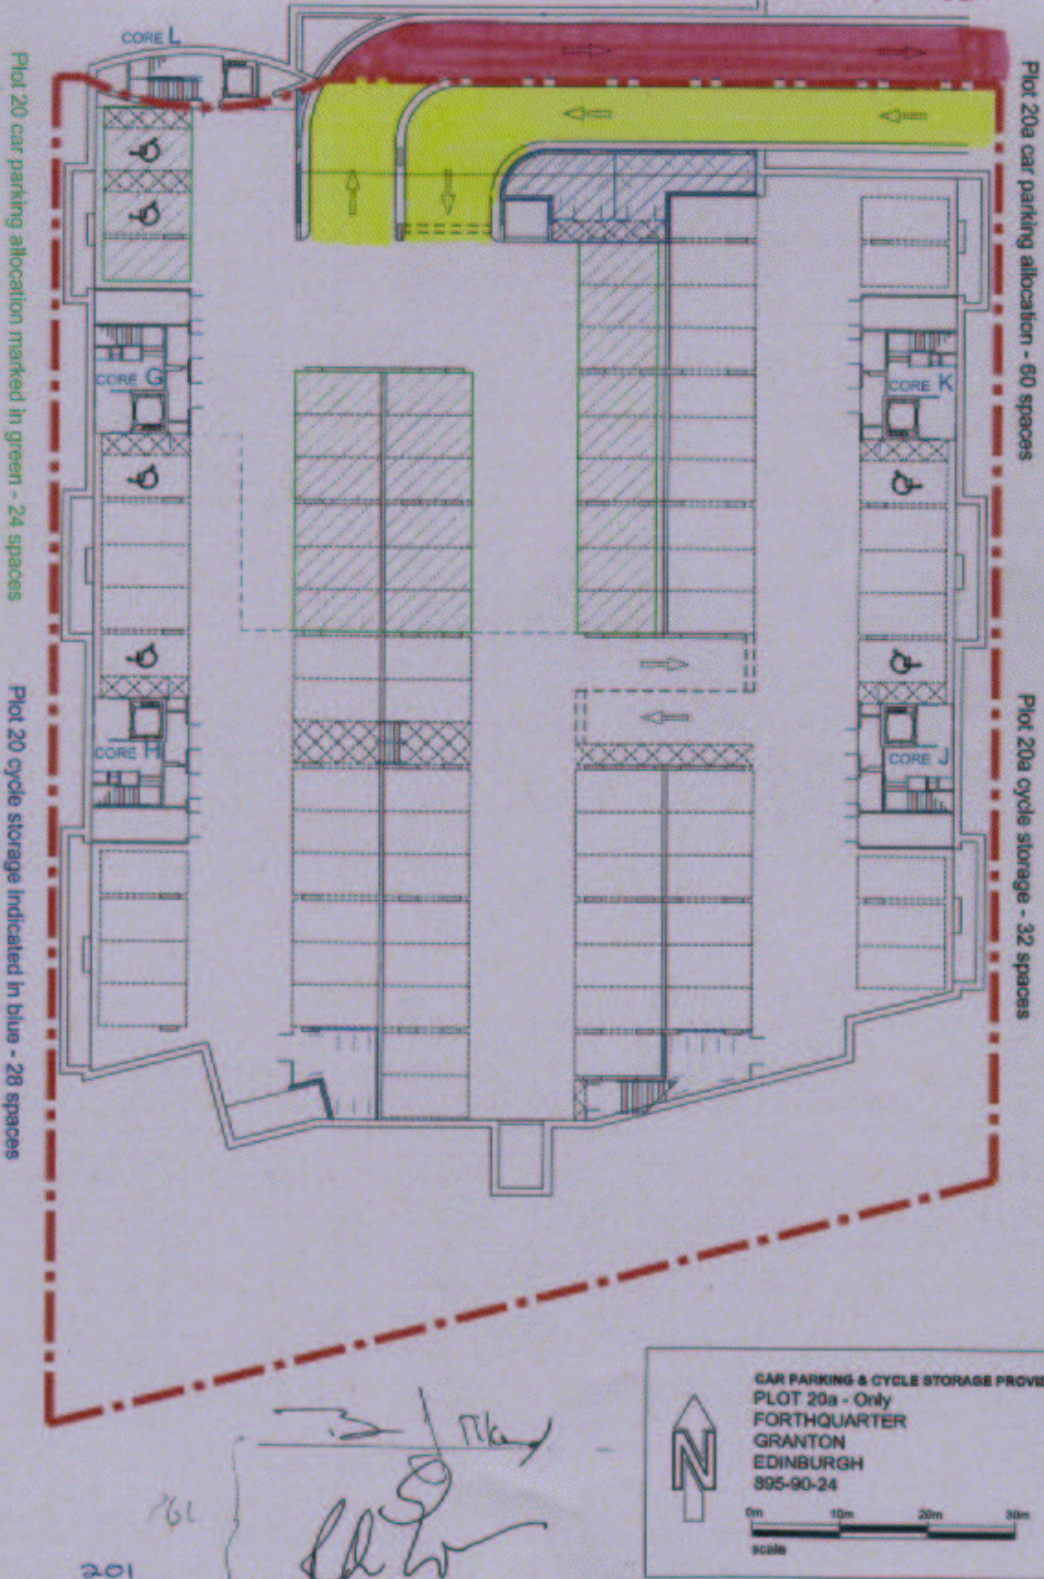 CORE L
Plot 20a car parking allocation - 60 spaces
Plot 20 car parking allocation marked in green - 24 spaces
CORE G
CORE K
CORE H
CORE J
Plot 20a cycle storage - 32 spaces
Plot 20 cycle storage indicated in blue - 28 spaces
CAR PARKING & CYCLE STORAGE PROVIS
PLOT 20a - Only
FORTHQUARTER
GRANTON
EDINBURGH
895-90-24
N
0m 10m 20m 30m
scale
201